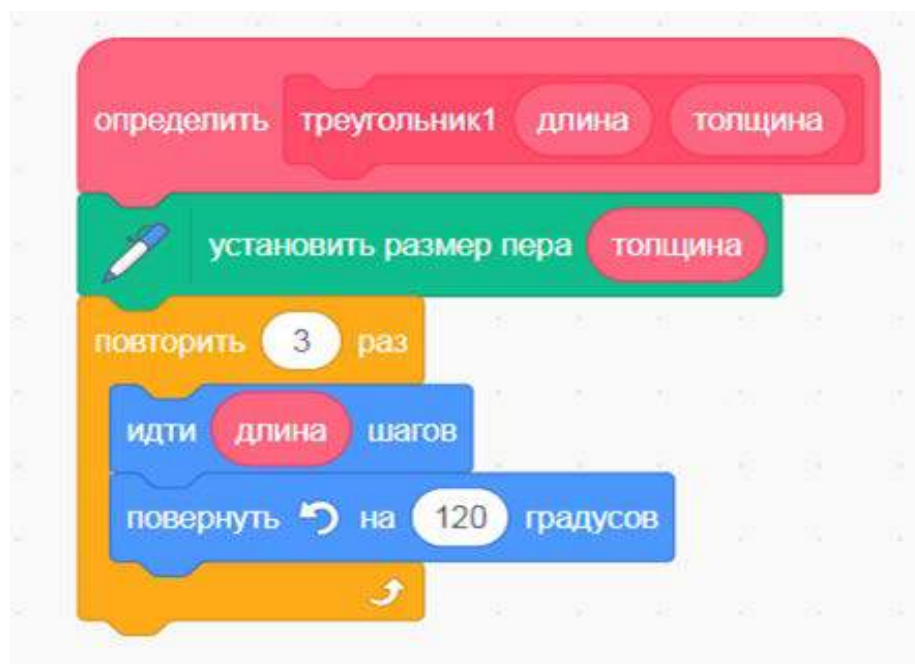 определить треугольник1 длина толщина
установить размер пера толщина
повторить 3 раз
идти длина шагов
повернуть на 120 градусов